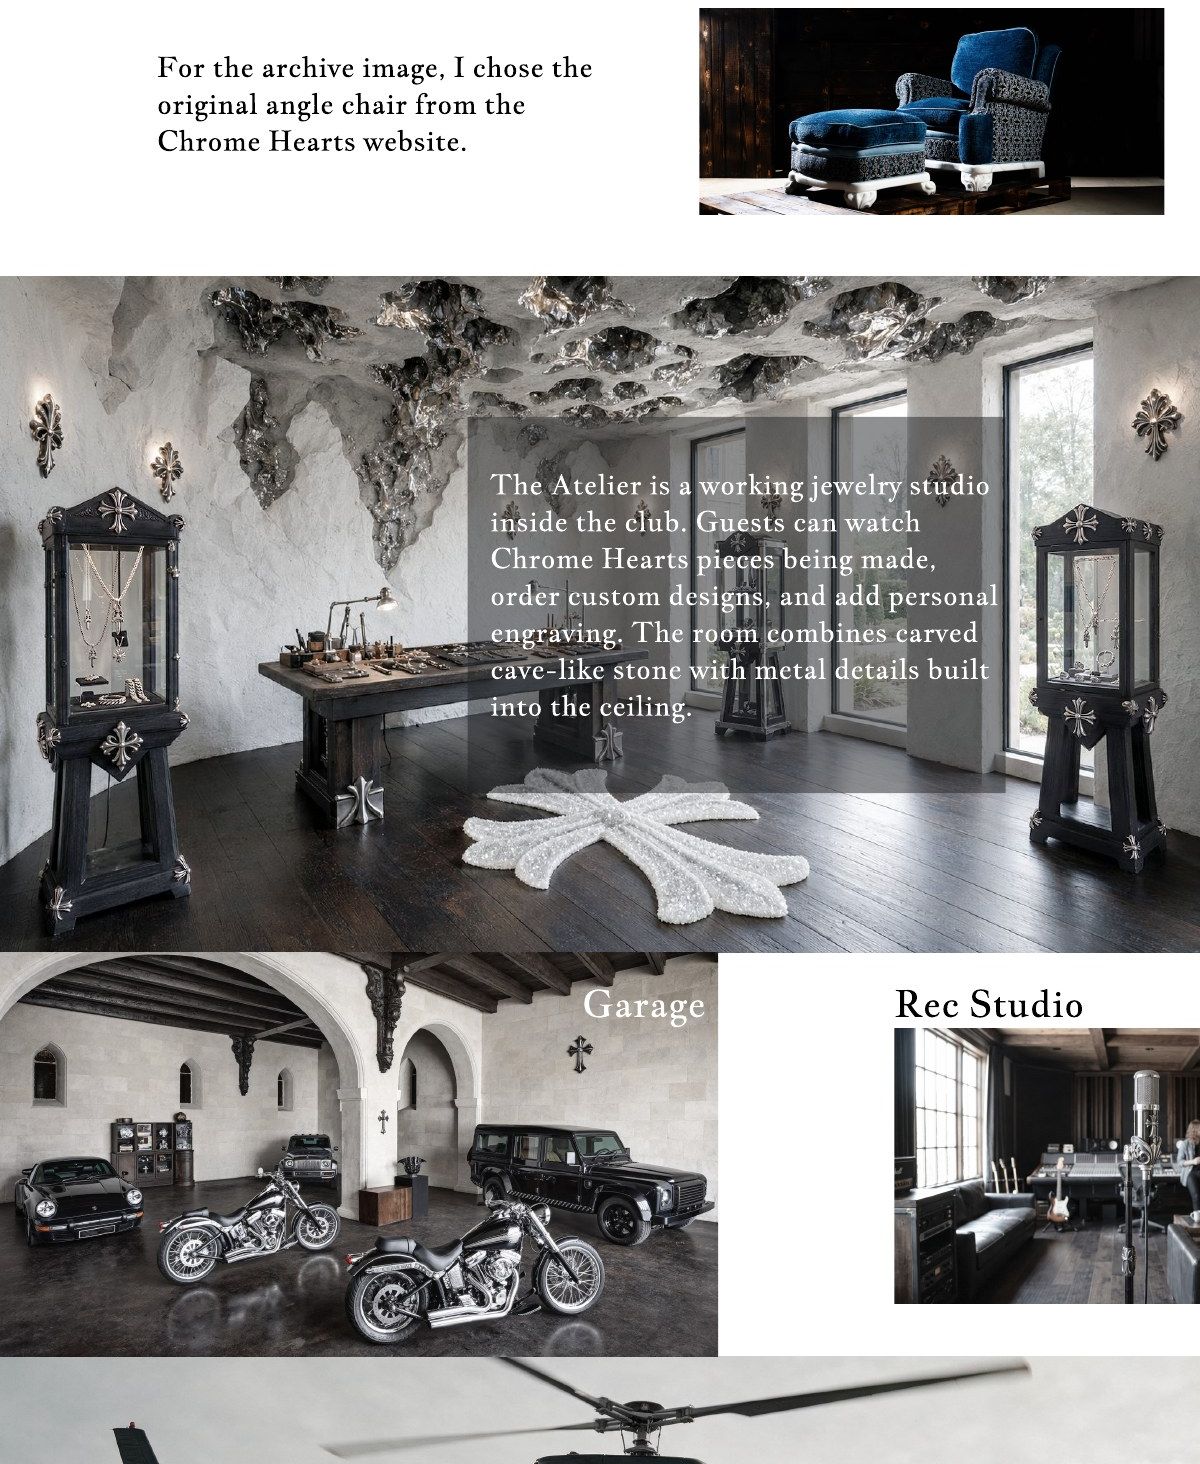 For the archive image, I chose the
original angle chair from the
Chrome Hearts website.
The Atelier is a working jewelry studio
inside the club. Guests can watch
Chrome Hearts pieces being made,
order custom designs, and add personal
engraving. The room combines carved
cave-like stone with metal details built
into the ceiling.
Garage
Rec Studio